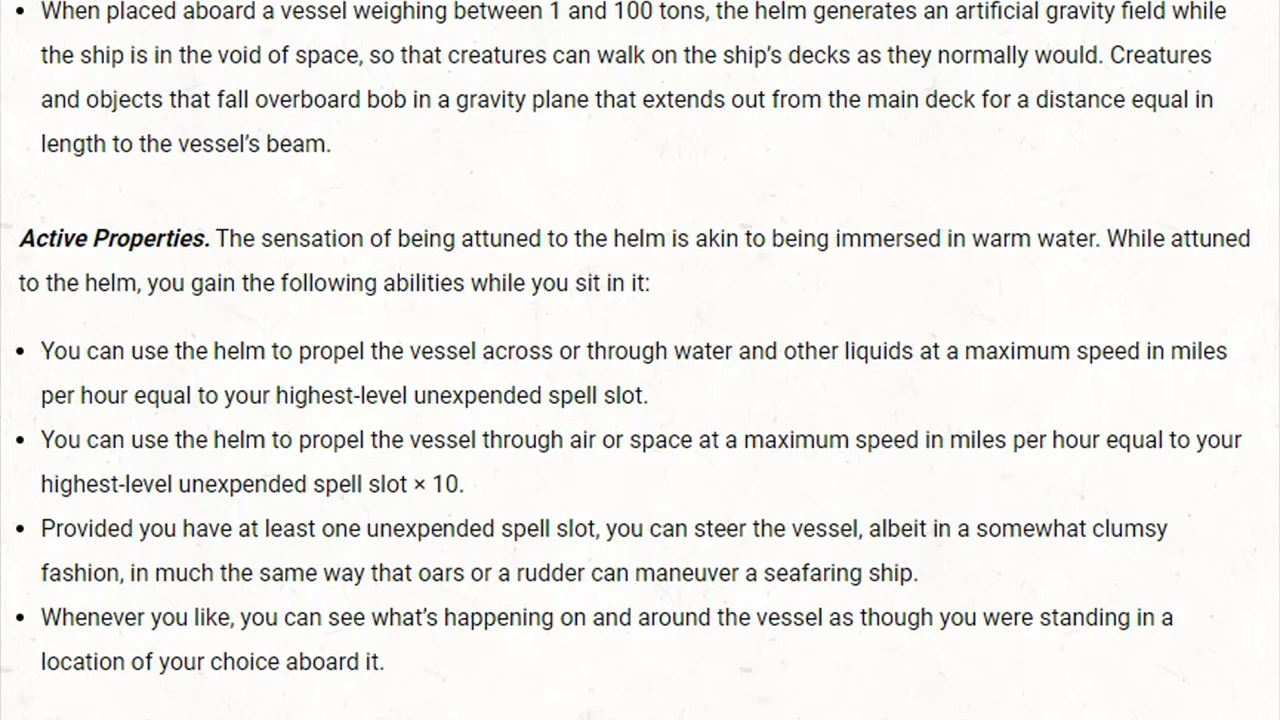 • When placed aboard a vessel weighing between 1 and 100 tons, the helm generates an artificial gravity field while
the ship is in the void of space, so that creatures can walk on the ship's decks as they normally would. Creatures
and objects that fall overboard bob in a gravity plane that extends out from the main deck for a distance equal in
length to the vessel's beam.
Active Properties. The sensation of being attuned to the helm is akin to being immersed in warm water. While attuned
to the helm, you gain the following abilities while you sit in it:
• You can use the helm to propel the vessel across or through water and other liquids at a maximum speed in miles
per hour equal to your highest-level unexpended spell slot.
• You can use the helm to propel the vessel through air or space at a maximum speed in miles per hour equal to your
highest-level unexpended spell slot × 10.
• Provided you have at least one unexpended spell slot, you can steer the vessel, albeit in a somewhat clumsy
fashion, in much the same way that oars or a rudder can maneuver a seafaring ship.
• Whenever you like, you can see what's happening on and around the vessel as though you were standing in a
location of your choice aboard it.